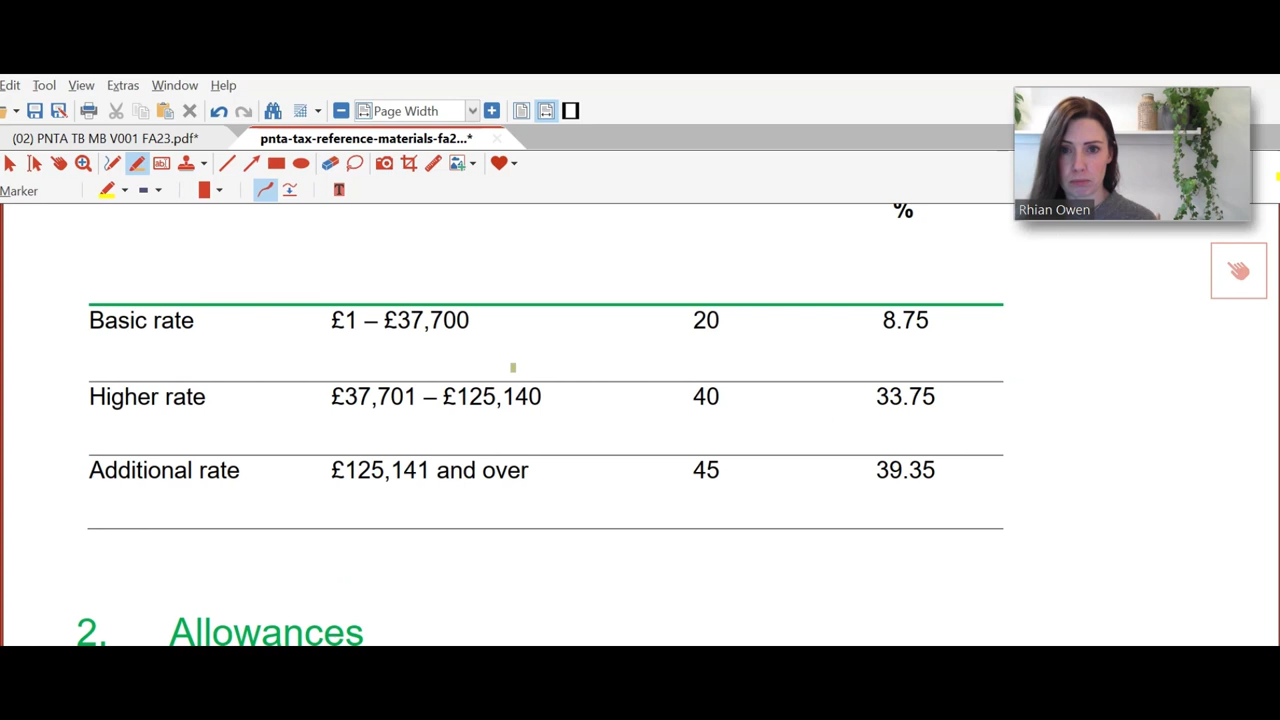 Edit Tool View Extras Window Help
Page Width
(02) PNTA TB MB V001 FA23.pdf* pnta-tax-reference-materials-fa2...*
Marker
Rhian Owen
%
Basic rate £1 – £37,700 20 8.75
Higher rate £37,701 – £125,140 40 33.75
Additional rate £125,141 and over 45 39.35
2. Allowances